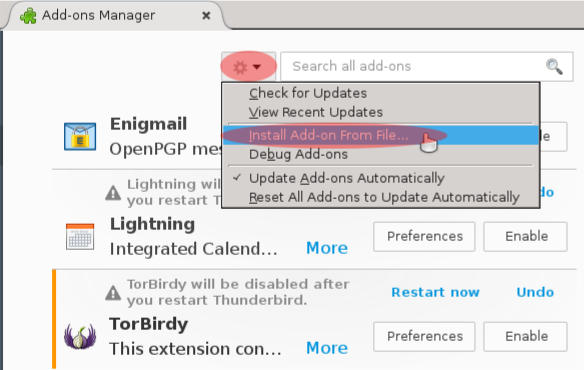 Add-ons Manager
Search all add-ons
Check for Updates
View Recent Updates
Install Add-on From File...
Debug Add-ons
Update Add-ons Automatically
Reset All Add-ons to Update Automatically
Enigmail
OpenPGP mes
le
Lightning wil
you restart T
do
Lightning
Integrated Calend... More
Preferences Enable
TorBirdy will be disabled after
you restart Thunderbird.
Restart now Undo
TorBirdy
This extension con... More
Preferences Enable